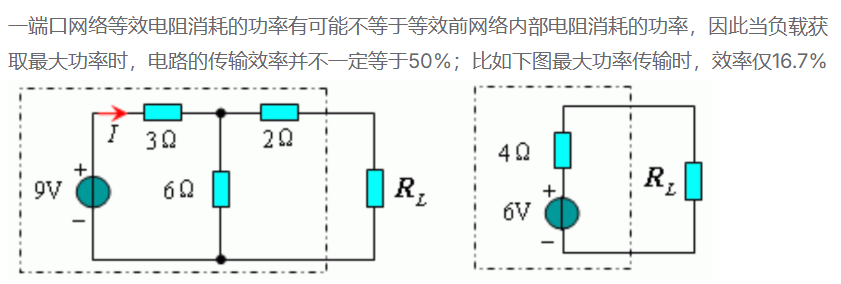 一端口网络等效电阻消耗的功率有可能不等于等效前网络内部电阻消耗的功率，因此当负载获
取最大功率时，电路的传输效率并不一定等于50%；比如下图最大功率传输时，效率仅16.7%
I 3Ω 2Ω
9V + − 6Ω R_L
4Ω
6V + − R_L